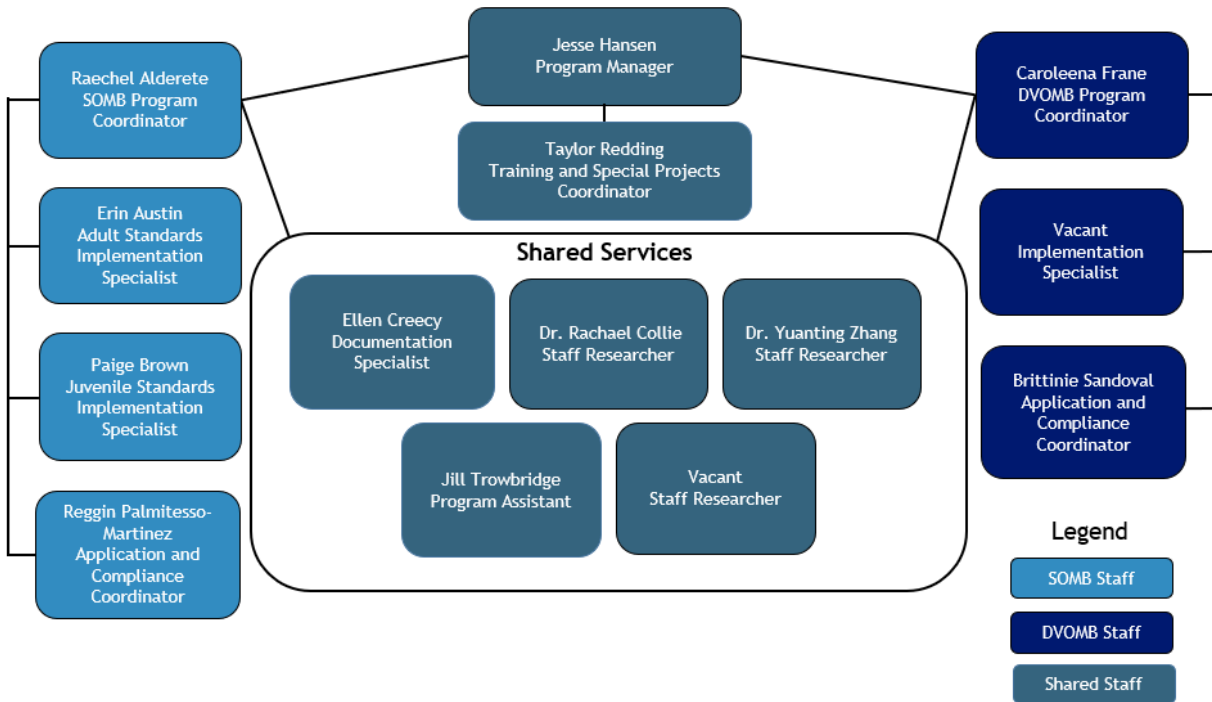 Jesse Hansen
Program Manager
Raechel Alderete
SOMB Program
Coordinator
Caroleena Frane
DVOMB Program
Coordinator
Taylor Redding
Training and Special Projects
Coordinator
Erin Austin
Adult Standards
Implementation
Specialist
Vacant
Implementation
Specialist
Shared Services
Ellen Creecy
Documentation
Specialist
Dr. Rachael Collie
Staff Researcher
Dr. Yuanting Zhang
Staff Researcher
Paige Brown
Juvenile Standards
Implementation
Specialist
Brittinie Sandoval
Application and
Compliance
Coordinator
Jill Trowbridge
Program Assistant
Vacant
Staff Researcher
Reggin Palmitesso-
Martinez
Application and
Compliance
Coordinator
Legend
SOMB Staff
DVOMB Staff
Shared Staff